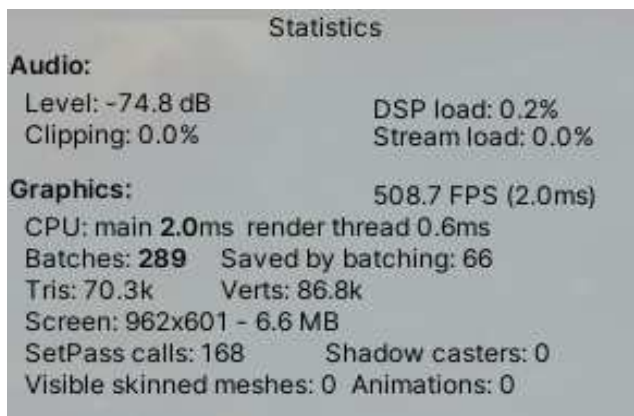 Statistics
Audio:
Level: -74.8 dB DSP load: 0.2%
Clipping: 0.0% Stream load: 0.0%
Graphics: 508.7 FPS (2.0ms)
CPU: main 2.0ms render thread 0.6ms
Batches: 289 Saved by batching: 66
Tris: 70.3k Verts: 86.8k
Screen: 962x601 - 6.6 MB
SetPass calls: 168 Shadow casters: 0
Visible skinned meshes: 0 Animations: 0